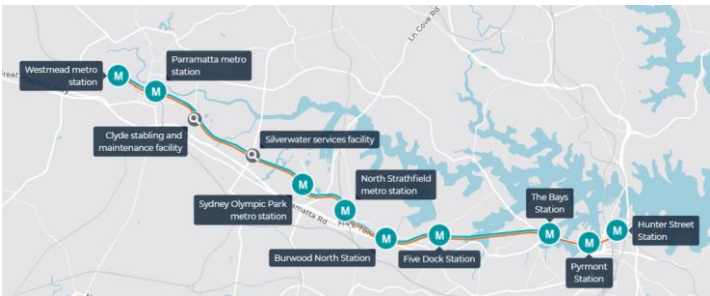 Westmead metro
station
M
Parramatta metro
station
M
Clyde stabling and
maintenance facility
Silverwater services facility
Ln Cove Rd
Sydney Olympic Park
metro station
M
North Strathfield
metro station
M
Burwood North Station
M
Five Dock Station
M
The Bays
Station
M
Pyrmont
Station
M
Hunter Street
Station
M